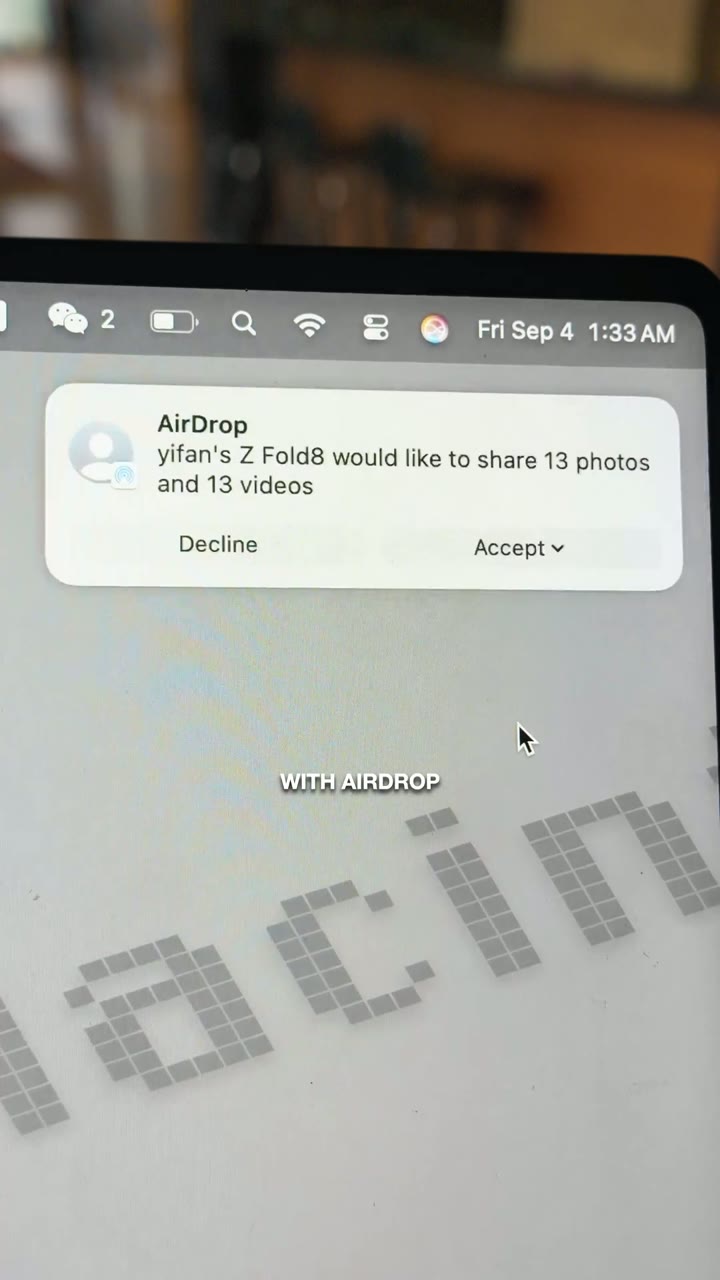 2
Fri Sep 4 1:33 AM
AirDrop
yifan's Z Fold8 would like to share 13 photos
and 13 videos
Decline
Accept
WITH AIRDROP
acin